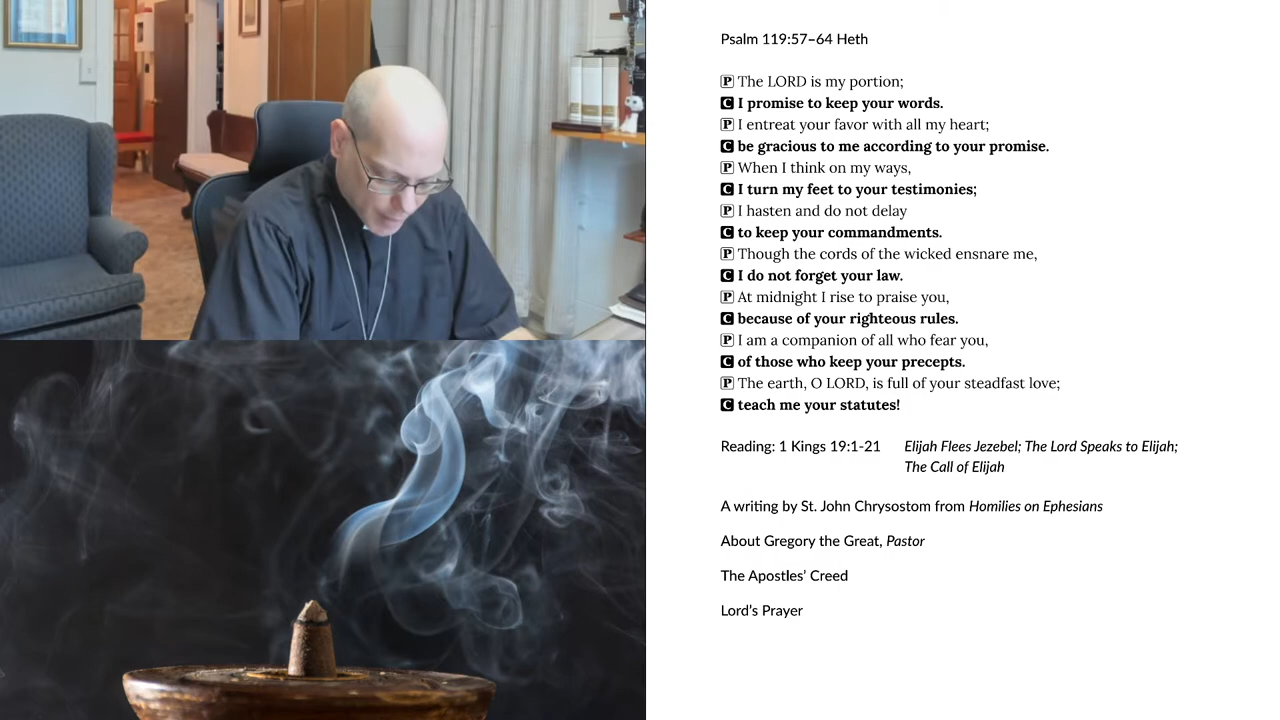 Psalm 119:57–64 Heth
P The LORD is my portion;
C I promise to keep your words.
P I entreat your favor with all my heart;
C be gracious to me according to your promise.
P When I think on my ways,
C I turn my feet to your testimonies;
P I hasten and do not delay
C to keep your commandments.
P Though the cords of the wicked ensnare me,
C I do not forget your law.
P At midnight I rise to praise you,
C because of your righteous rules.
P I am a companion of all who fear you,
C of those who keep your precepts.
P The earth, O LORD, is full of your steadfast love;
C teach me your statutes!
Reading: 1 Kings 19:1-21 Elijah Flees Jezebel; The Lord Speaks to Elijah;
The Call of Elijah
A writing by St. John Chrysostom from Homilies on Ephesians
About Gregory the Great, Pastor
The Apostles’ Creed
Lord’s Prayer